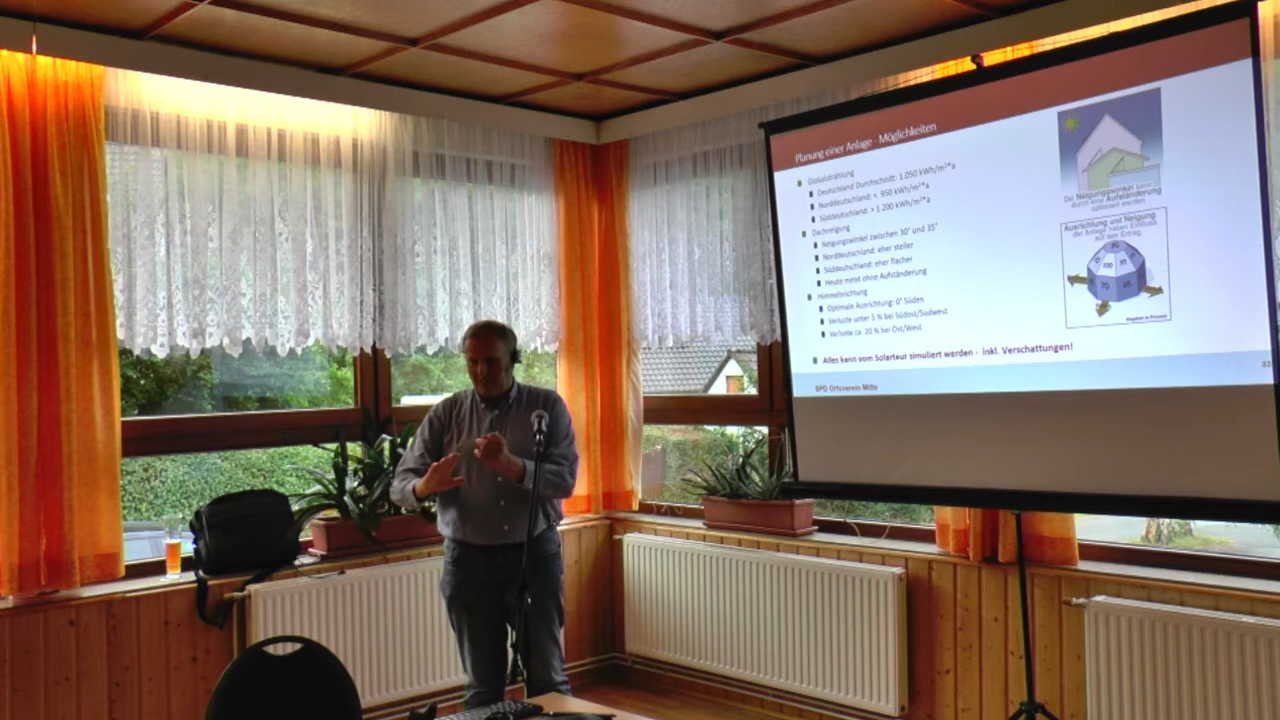 Planung einer Anlage - Möglichkeiten
Globalstrahlung
Deutschland Durchschnitt: 1.050 kWh/m²*a
Norddeutschland: < 950 kWh/m²*a
Süddeutschland: > 1.200 kWh/m²*a
Dachneigung
Neigungswinkel zwischen 30° und 35°
Norddeutschland: eher steiler
Süddeutschland: eher flacher
Heute meist ohne Aufständerung
Himmelsrichtung
Optimale Ausrichtung: 0° Süden
Verluste unter 5 % bei Südost/Südwest
Verluste ca. 20 % bei Ost/West
Alles kann vom Solarteur simuliert werden - inkl. Verschattungen!
Der Neigungswinkel kann
durch eine Aufständerung
optimiert werden
Ausrichtung und Neigung
der Anlage haben Einfluss
auf den Ertrag.
100
Angaben in Prozent
SPD Ortsverein Mitte
33